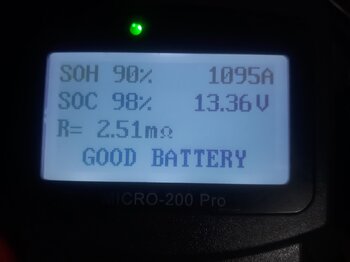 SOH 90% 1095A
SOC 98% 13.36V
R= 2.51mΩ
GOOD BATTERY
MICRO-200 Pro